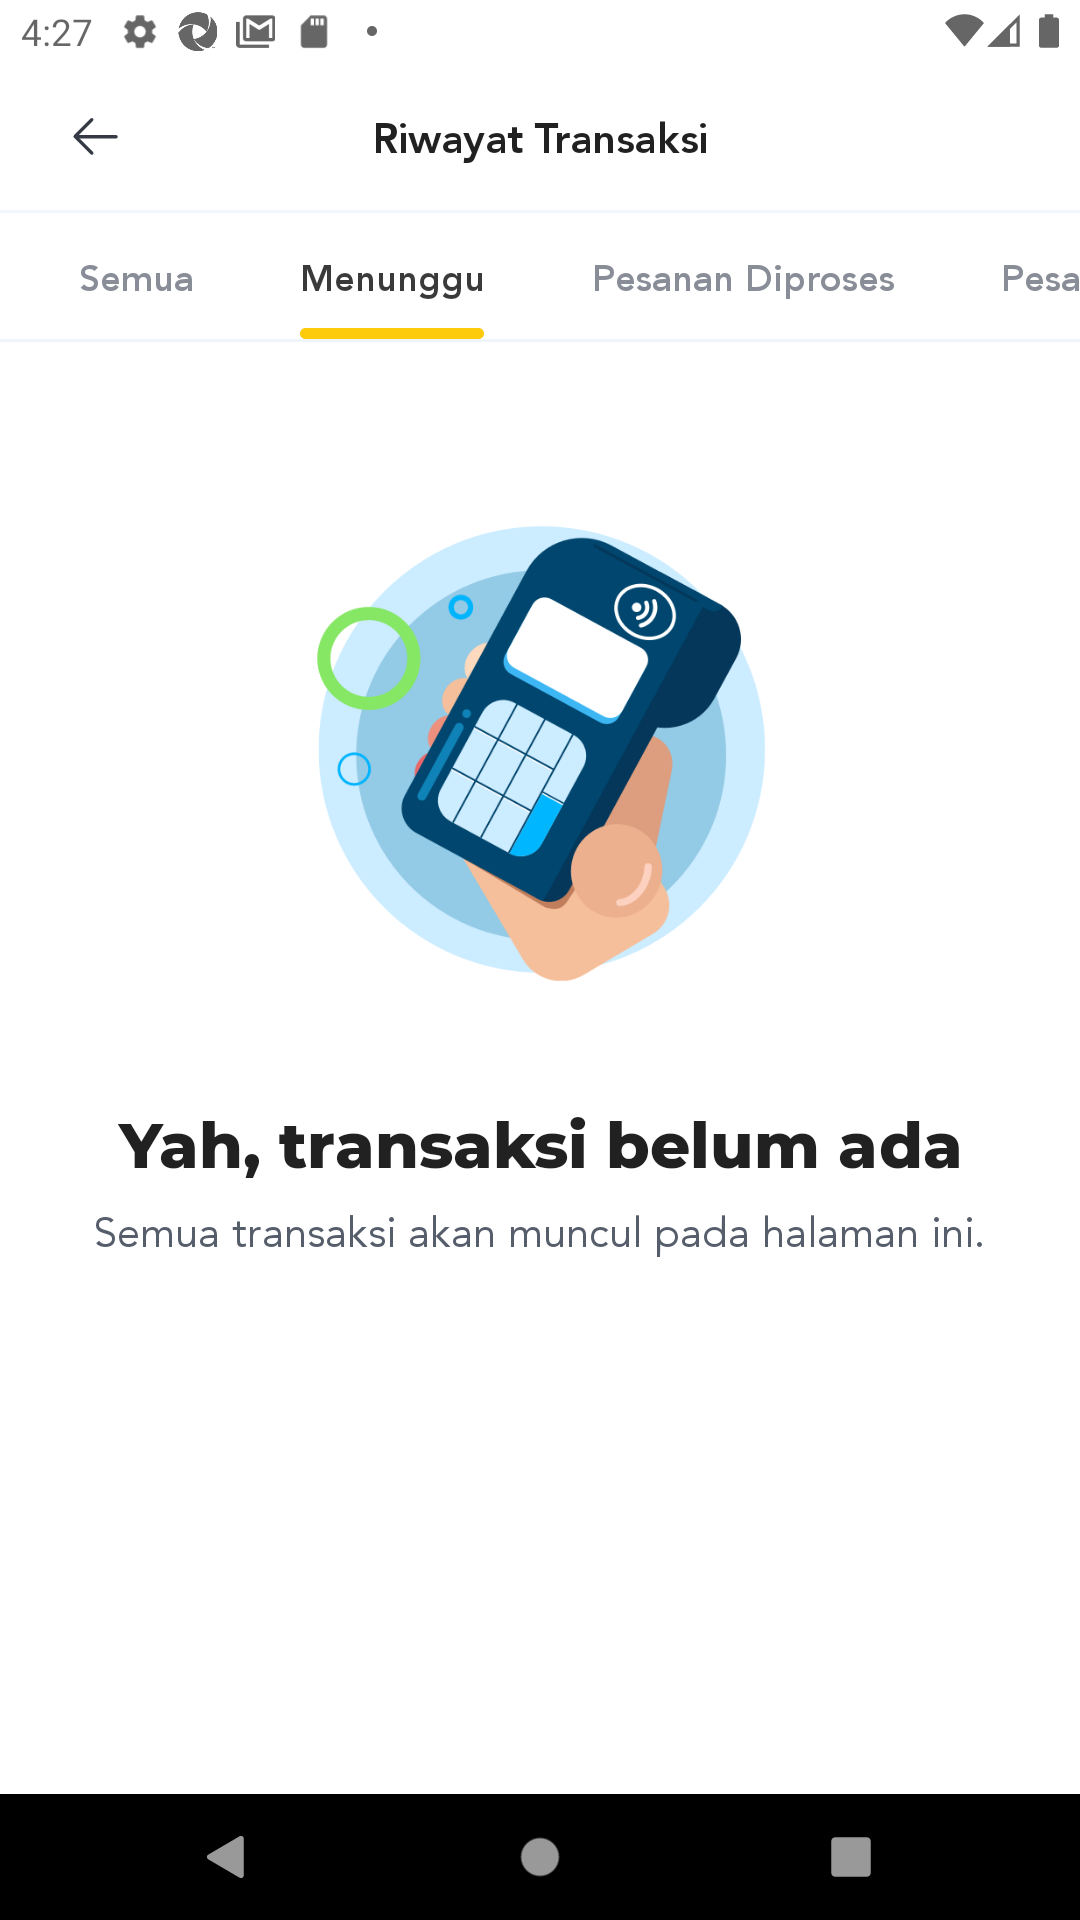 4:27
Riwayat Transaksi
Semua Menunggu Pesanan Diproses Pesa
Yah, transaksi belum ada
Semua transaksi akan muncul pada halaman ini.